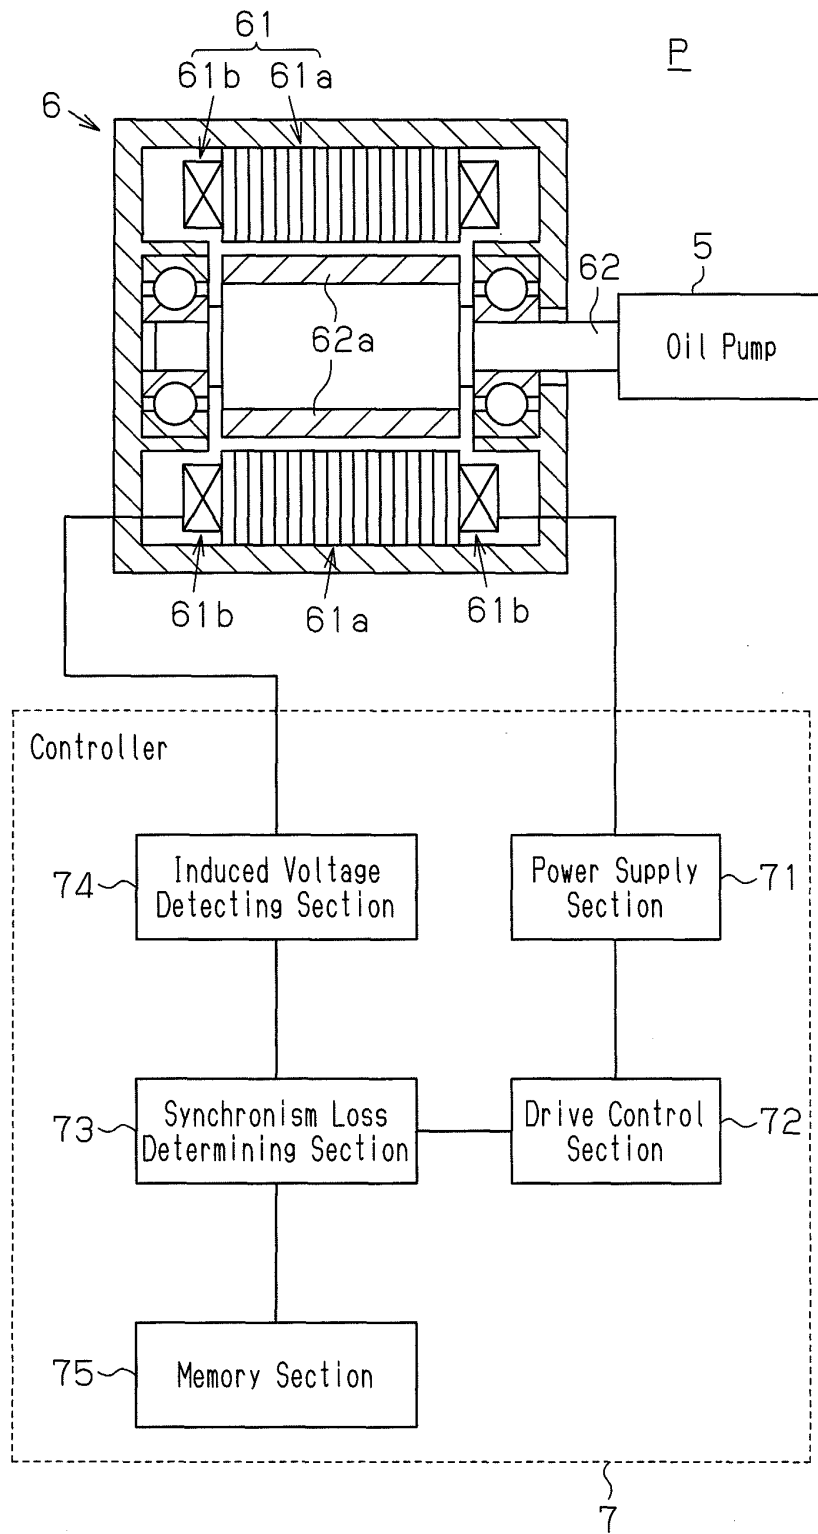 61
P
61b 61a
6
5
62
Oil Pump
62a
61b
61a
61b
Controller
Induced Voltage
Detecting Section
74
Power Supply
Section
71
Synchronism Loss
Determining Section
73
Drive Control
Section
72
Memory Section
75
7